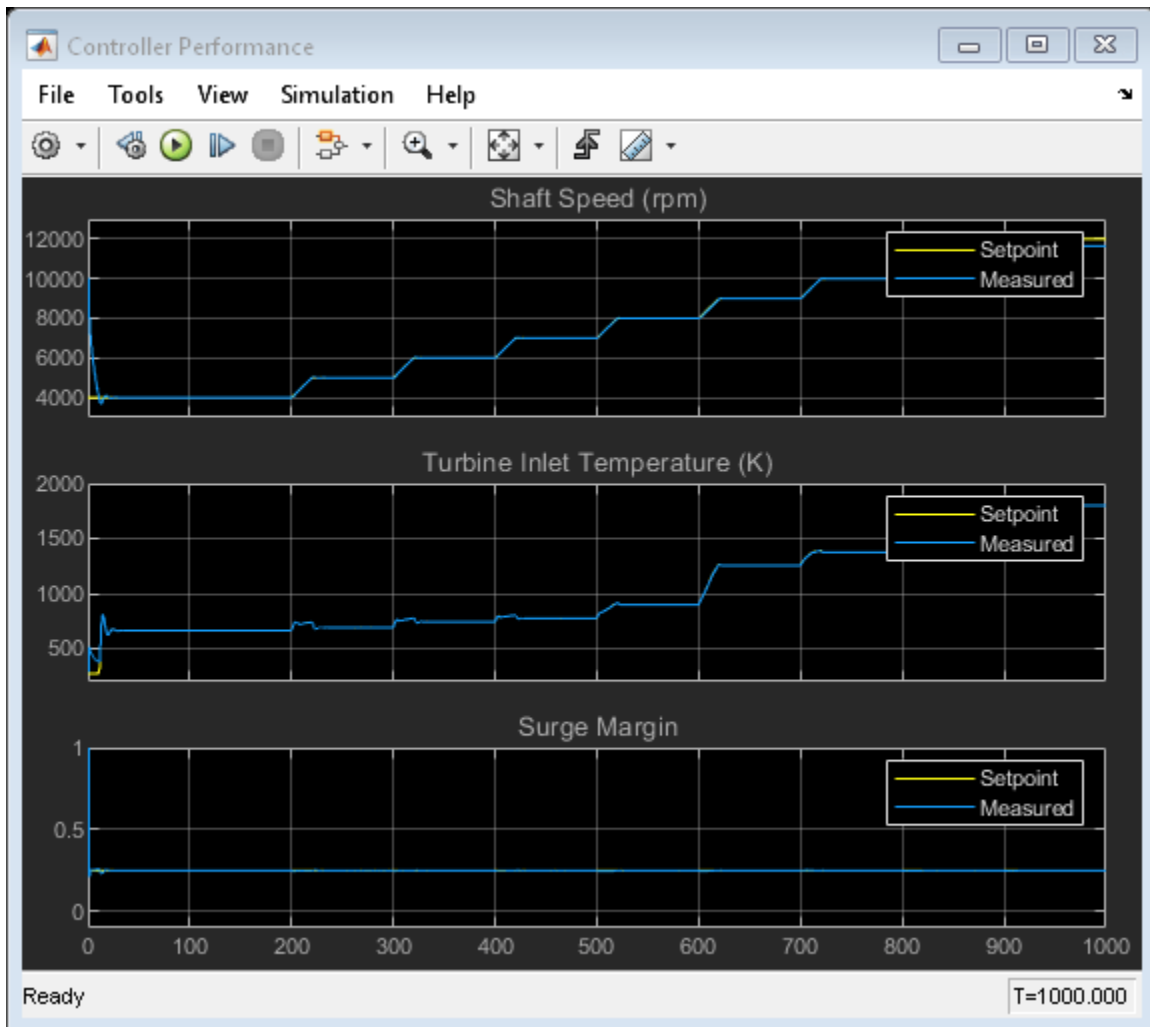 Controller Performance
File Tools View Simulation Help
Shaft Speed (rpm)
12000
10000
8000
6000
4000
Setpoint
Measured
Turbine Inlet Temperature (K)
2000
1500
1000
500
Setpoint
Measured
Surge Margin
1
0.5
0
Setpoint
Measured
0 100 200 300 400 500 600 700 800 900 1000
Ready T=1000.000